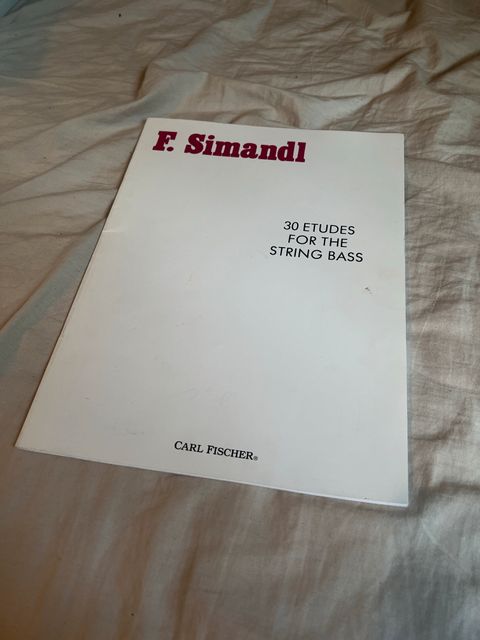 F. Simandl
30 ETUDES
FOR THE
STRING BASS
CARL FISCHER®